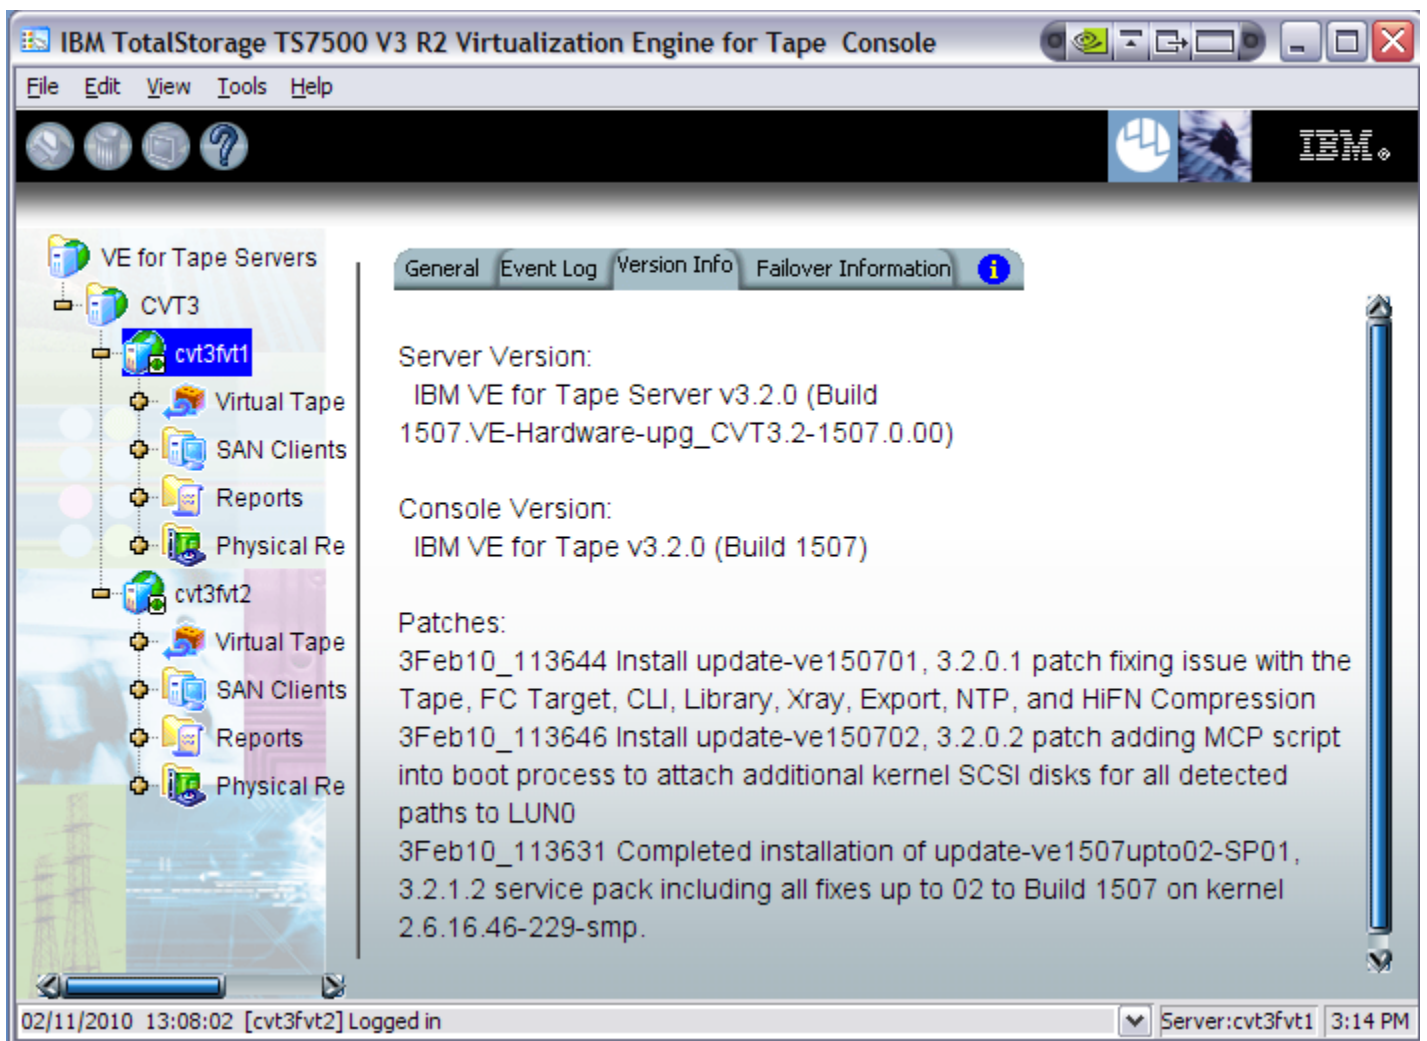 IBM TotalStorage TS7500 V3 R2 Virtualization Engine for Tape Console
File Edit View Tools Help
IBM
VE for Tape Servers
CVT3
cvt3fvt1
Virtual Tape
SAN Clients
Reports
Physical Re
cvt3fvt2
Virtual Tape
SAN Clients
Reports
Physical Re
General Event Log Version Info Failover Information i
Server Version:
IBM VE for Tape Server v3.2.0 (Build
1507.VE-Hardware-upg_CVT3.2-1507.0.00)
Console Version:
IBM VE for Tape v3.2.0 (Build 1507)
Patches:
3Feb10_113644 Install update-ve150701, 3.2.0.1 patch fixing issue with the
Tape, FC Target, CLI, Library, Xray, Export, NTP, and HiFN Compression
3Feb10_113646 Install update-ve150702, 3.2.0.2 patch adding MCP script
into boot process to attach additional kernel SCSI disks for all detected
paths to LUN0
3Feb10_113631 Completed installation of update-ve1507upto02-SP01,
3.2.1.2 service pack including all fixes up to 02 to Build 1507 on kernel
2.6.16.46-229-smp.
02/11/2010 13:08:02 [cvt3fvt2] Logged in
Server:cvt3fvt1 3:14 PM